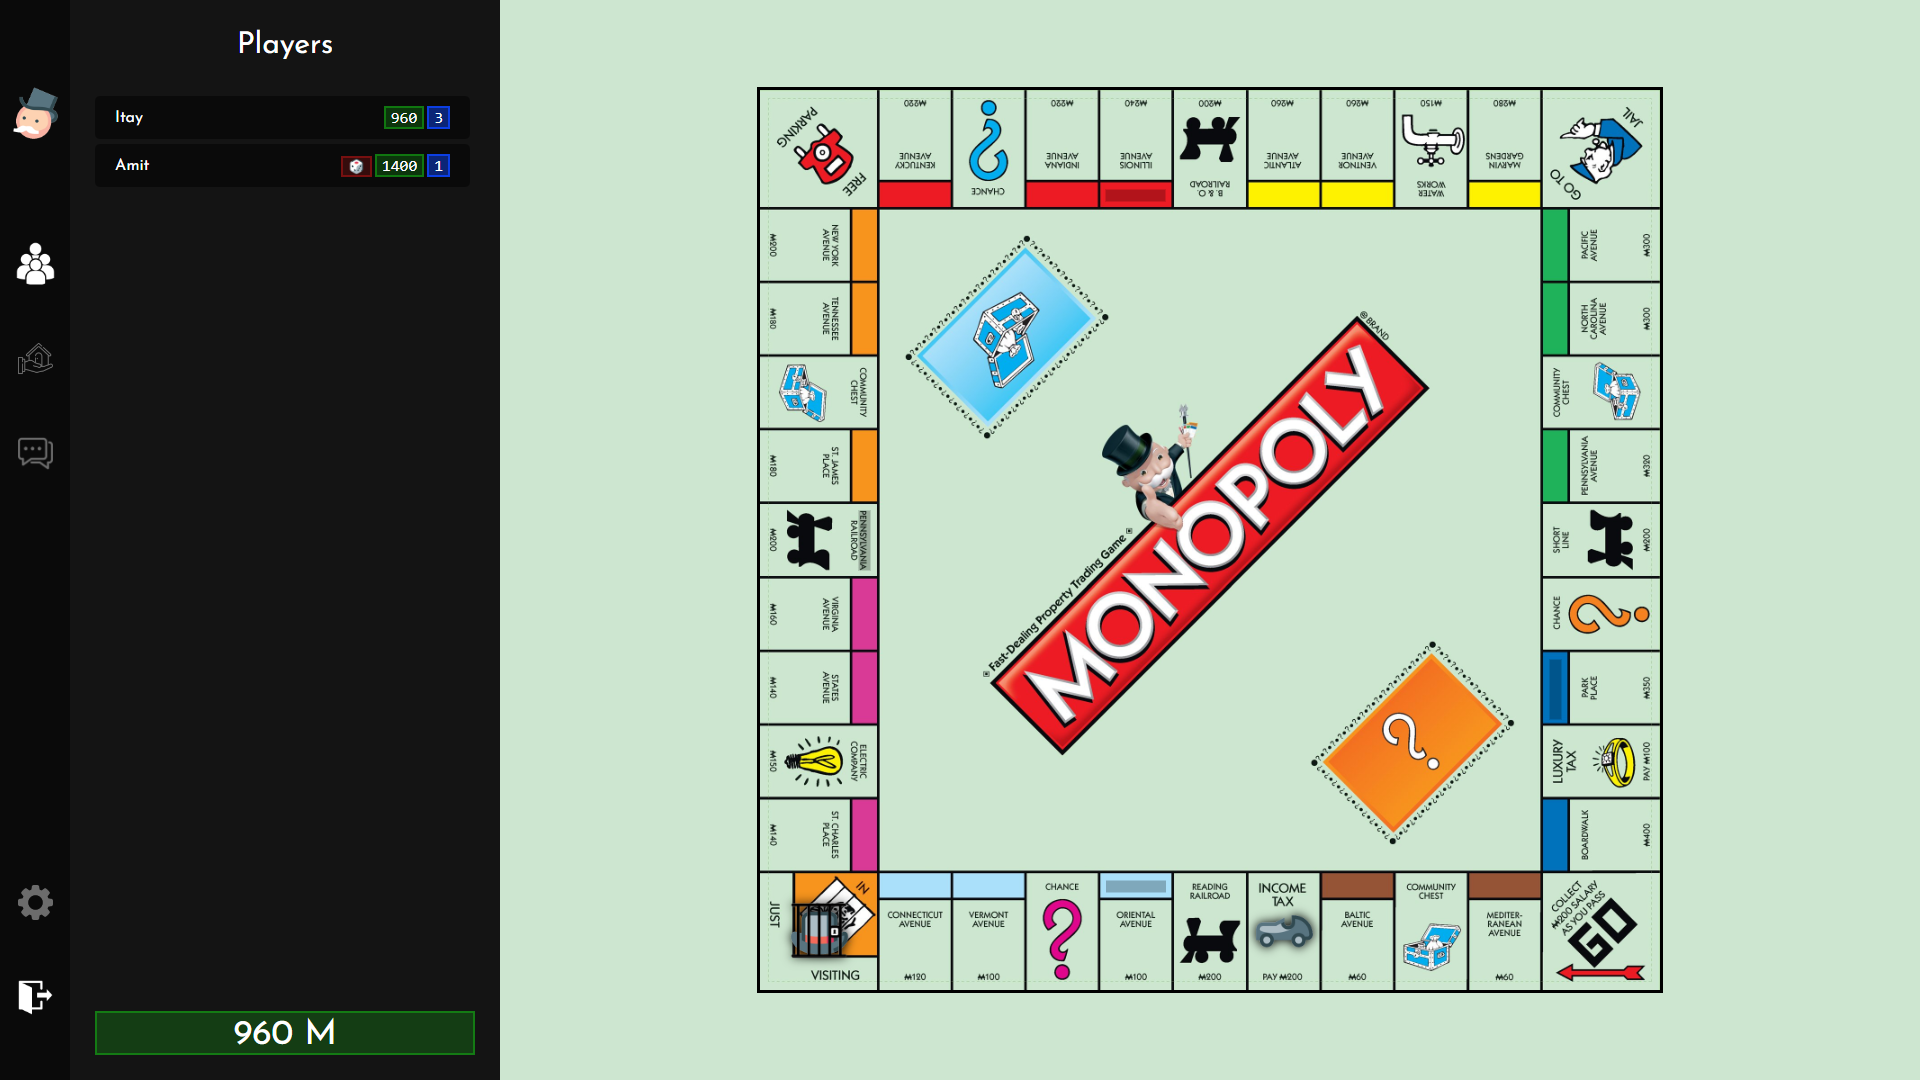 Players
Itay
960
3
Amit
1400
1
960 M
FREE
PARKING
₩220
KENTUCKY
AVENUE
CHANCE
₩220
INDIANA
AVENUE
₩240
ILLINOIS
AVENUE
₩200
B. & O.
RAILROAD
₩260
ATLANTIC
AVENUE
₩260
VENTNOR
AVENUE
₩150
WATER
WORKS
₩280
MARVIN
GARDENS
GO TO
JAIL
NEW YORK
AVENUE
₩200
TENNESSEE
AVENUE
₩180
COMMUNITY
CHEST
ST. JAMES
PLACE
₩180
PENNSYLVANIA
RAILROAD
₩200
VIRGINIA
AVENUE
₩160
STATES
AVENUE
₩140
ELECTRIC
COMPANY
₩150
ST. CHARLES
PLACE
₩140
PACIFIC
AVENUE
₩300
NORTH
CAROLINA
AVENUE
₩300
COMMUNITY
CHEST
PENNSYLVANIA
AVENUE
₩320
SHORT
LINE
₩200
CHANCE
PARK
PLACE
₩350
LUXURY
TAX
PAY ₩100
BOARDWALK
₩400
@BRAND
MONOPOLY
Fast-Dealing Property Trading Game
?
IN
JUST
VISITING
CONNECTICUT
AVENUE
₩120
VERMONT
AVENUE
₩100
CHANCE
ORIENTAL
AVENUE
₩100
READING
RAILROAD
₩200
INCOME
TAX
PAY ₩200
BALTIC
AVENUE
₩60
COMMUNITY
CHEST
MEDITER-
RANEAN
AVENUE
₩60
COLLECT
₩200 SALARY
AS YOU PASS
GO